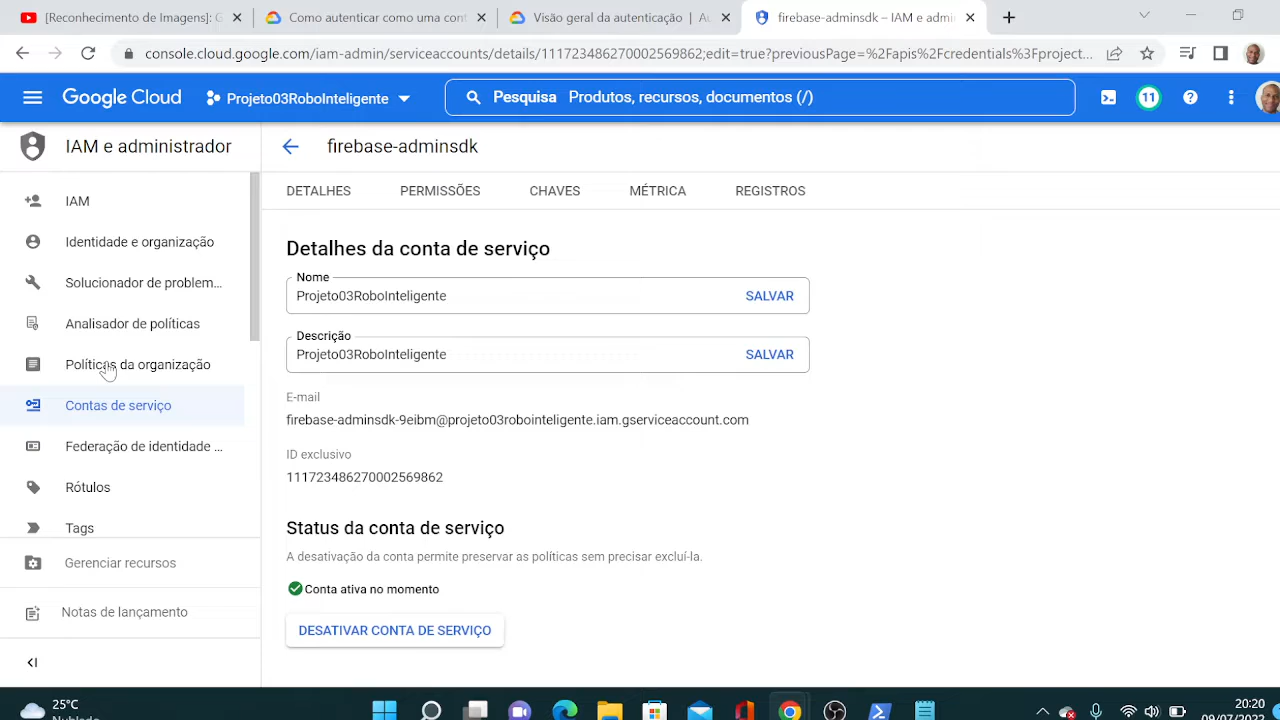 [Reconhecimento de Imagens]: G
Como autenticar como uma cont
Visão geral da autenticação | Au
firebase-adminsdk – IAM e admi
console.cloud.google.com/iam-admin/serviceaccounts/details/111723486270002569862;edit=true?previousPage=%2Fapis%2Fcredentials%3Fproject...
Google Cloud
Projeto03RoboInteligente
Pesquisa Produtos, recursos, documentos (/)
11
IAM e administrador
firebase-adminsdk
DETALHES
PERMISSÕES
CHAVES
MÉTRICA
REGISTROS
IAM
Identidade e organização
Solucionador de problem...
Analisador de políticas
Políticas da organização
Contas de serviço
Federação de identidade ...
Rótulos
Tags
Gerenciar recursos
Notas de lançamento
Detalhes da conta de serviço
Nome
Projeto03RoboInteligente SALVAR
Descrição
Projeto03RoboInteligente SALVAR
E-mail
firebase-adminsdk-9eibm@projeto03robointeligente.iam.gserviceaccount.com
ID exclusivo
111723486270002569862
Status da conta de serviço
A desativação da conta permite preservar as políticas sem precisar excluí-la.
Conta ativa no momento
DESATIVAR CONTA DE SERVIÇO
25°C
Nublado
20:20